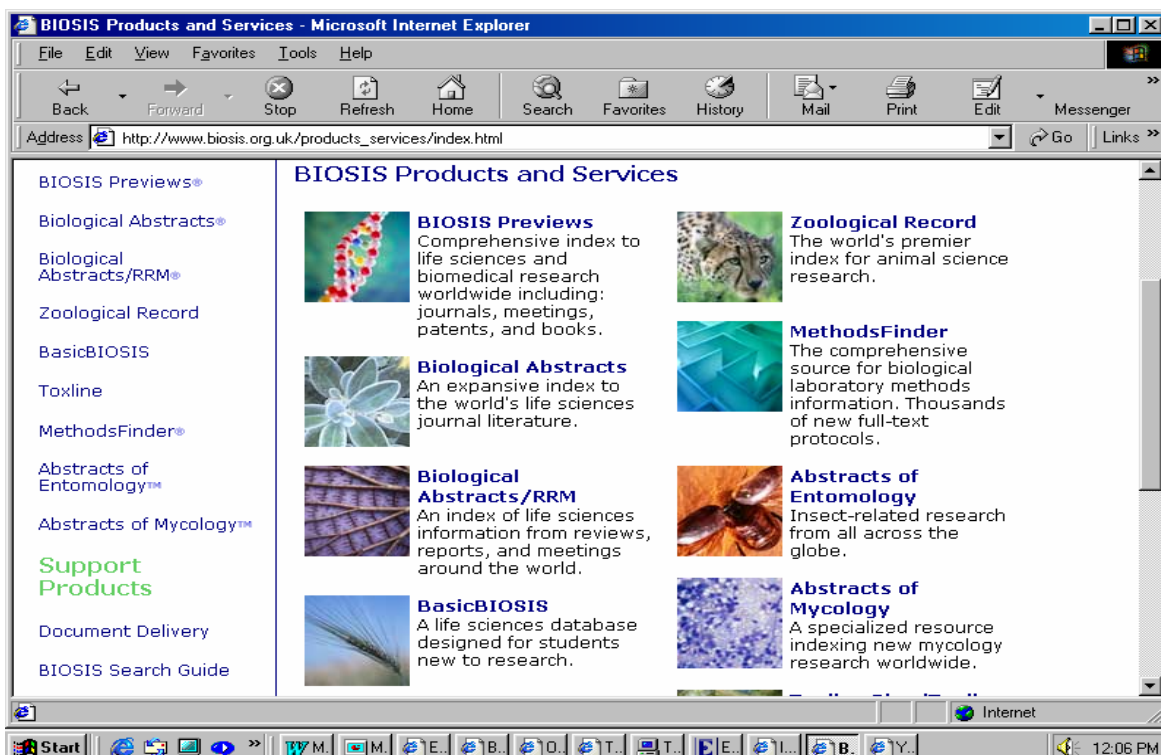 BIOSIS Products and Services - Microsoft Internet Explorer
File Edit View Favorites Tools Help
Back Forward Stop Refresh Home Search Favorites History Mail Print Edit Messenger
Address http://www.biosis.org.uk/products_services/index.html Go Links »
BIOSIS Previews®
Biological Abstracts®
Biological
Abstracts/RRM®
Zoological Record
BasicBIOSIS
Toxline
MethodsFinder®
Abstracts of
Entomology™
Abstracts of Mycology™
Support
Products
Document Delivery
BIOSIS Search Guide
BIOSIS Products and Services
BIOSIS Previews
Comprehensive index to
life sciences and
biomedical research
worldwide including:
journals, meetings,
patents, and books.
Biological Abstracts
An expansive index to
the world's life sciences
journal literature.
Biological
Abstracts/RRM
An index of life sciences
information from reviews,
reports, and meetings
around the world.
BasicBIOSIS
A life sciences database
designed for students
new to research.
Zoological Record
The world's premier
index for animal science
research.
MethodsFinder
The comprehensive
source for biological
laboratory methods
information. Thousands
of new full-text
protocols.
Abstracts of
Entomology
Insect-related research
from all across the
globe.
Abstracts of
Mycology
A specialized resource
indexing new mycology
research worldwide.
Internet
Start » M. M. E.. B.. O.. T.. T.. E.. I... B. Y.. 12:06 PM